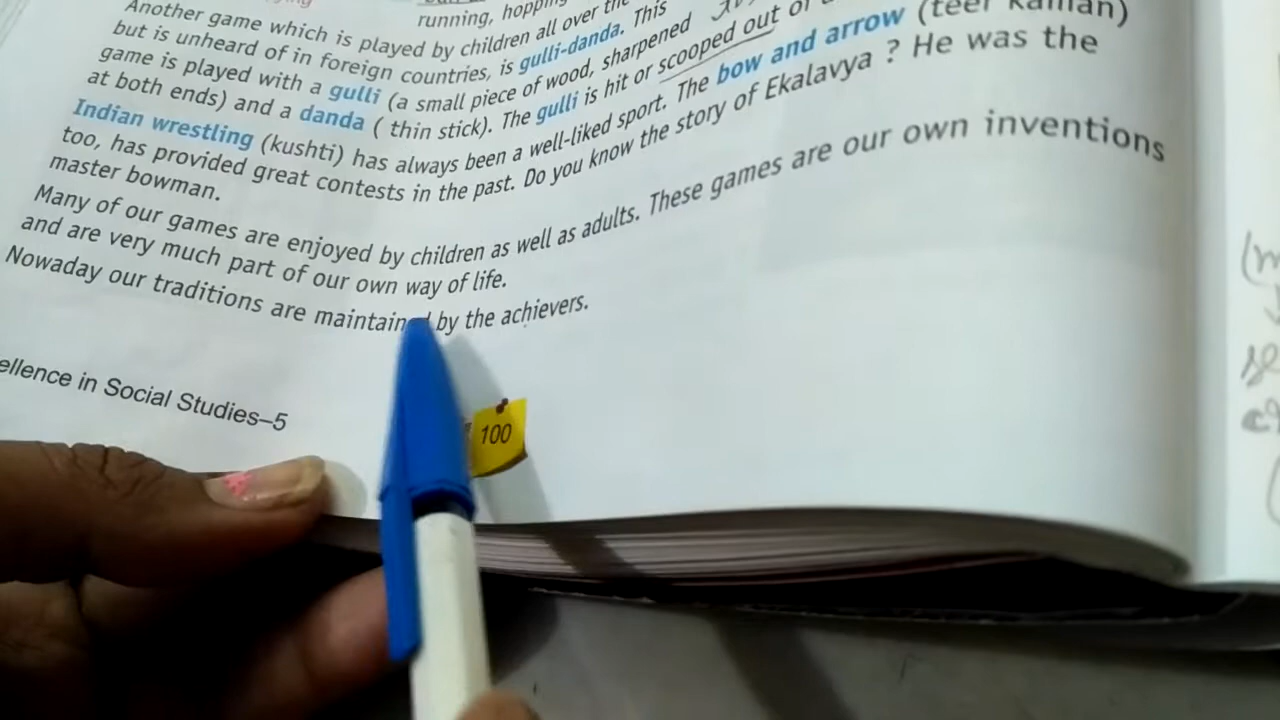 running, hopping
Another game which is played by children all over the
but is unheard of in foreign countries, is gulli-danda. This
game is played with a gulli (a small piece of wood, sharpened
at both ends) and a danda ( thin stick). The gulli is hit or scooped out of
Indian wrestling (kushti) has always been a well-liked sport. The bow and arrow (teer kaman)
too, has provided great contests in the past. Do you know the story of Ekalavya ? He was the
master bowman.
Many of our games are enjoyed by children as well as adults. These games are our own inventions
and are very much part of our own way of life.
Nowaday our traditions are maintained by the achievers.
ellence in Social Studies–5
100